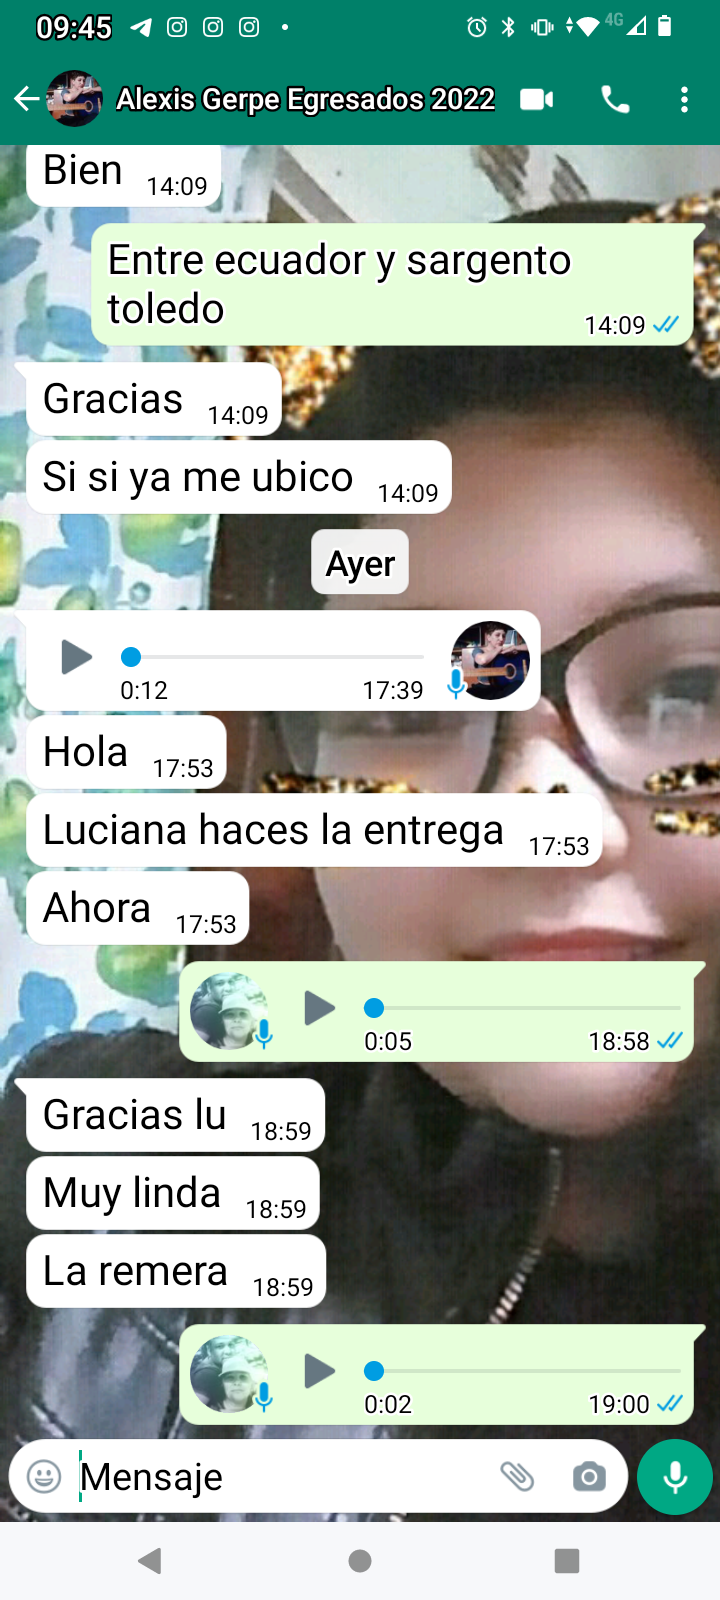 09:45
4G
Alexis Gerpe Egresados 2022
Bien 14:09
Entre ecuador y sargento
toledo
14:09
Gracias 14:09
Si si ya me ubico 14:09
Ayer
0:12 17:39
Hola 17:53
Luciana haces la entrega 17:53
Ahora 17:53
0:05 18:58
Gracias lu 18:59
Muy linda 18:59
La remera 18:59
0:02 19:00
Mensaje